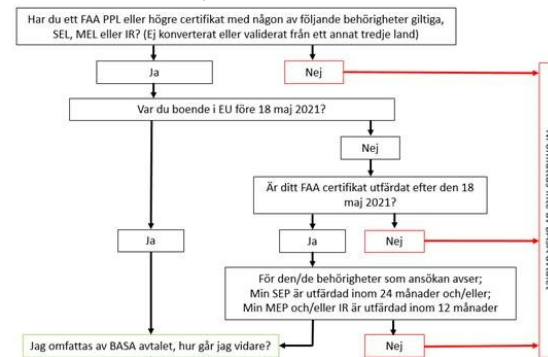 Har du ett FAA PPL eller högre certifikat med någon av följande behörigheter giltiga,
SEL, MEL eller IR? (Ej konverterat eller validerat från ett annat tredje land)
Ja
Nej
Var du boende i EU före 18 maj 2021?
Nej
Är ditt FAA certifikat utfärdat efter den 18
maj 2021?
Ja
Ja
Nej
För den/de behörigheter som ansökan avser;
Min SEP är utfärdad inom 24 månader och/eller;
Min MEP och/eller IR är utfärdad inom 12 månader
Jag omfattas av BASA avtalet, hur går jag vidare?
Nej